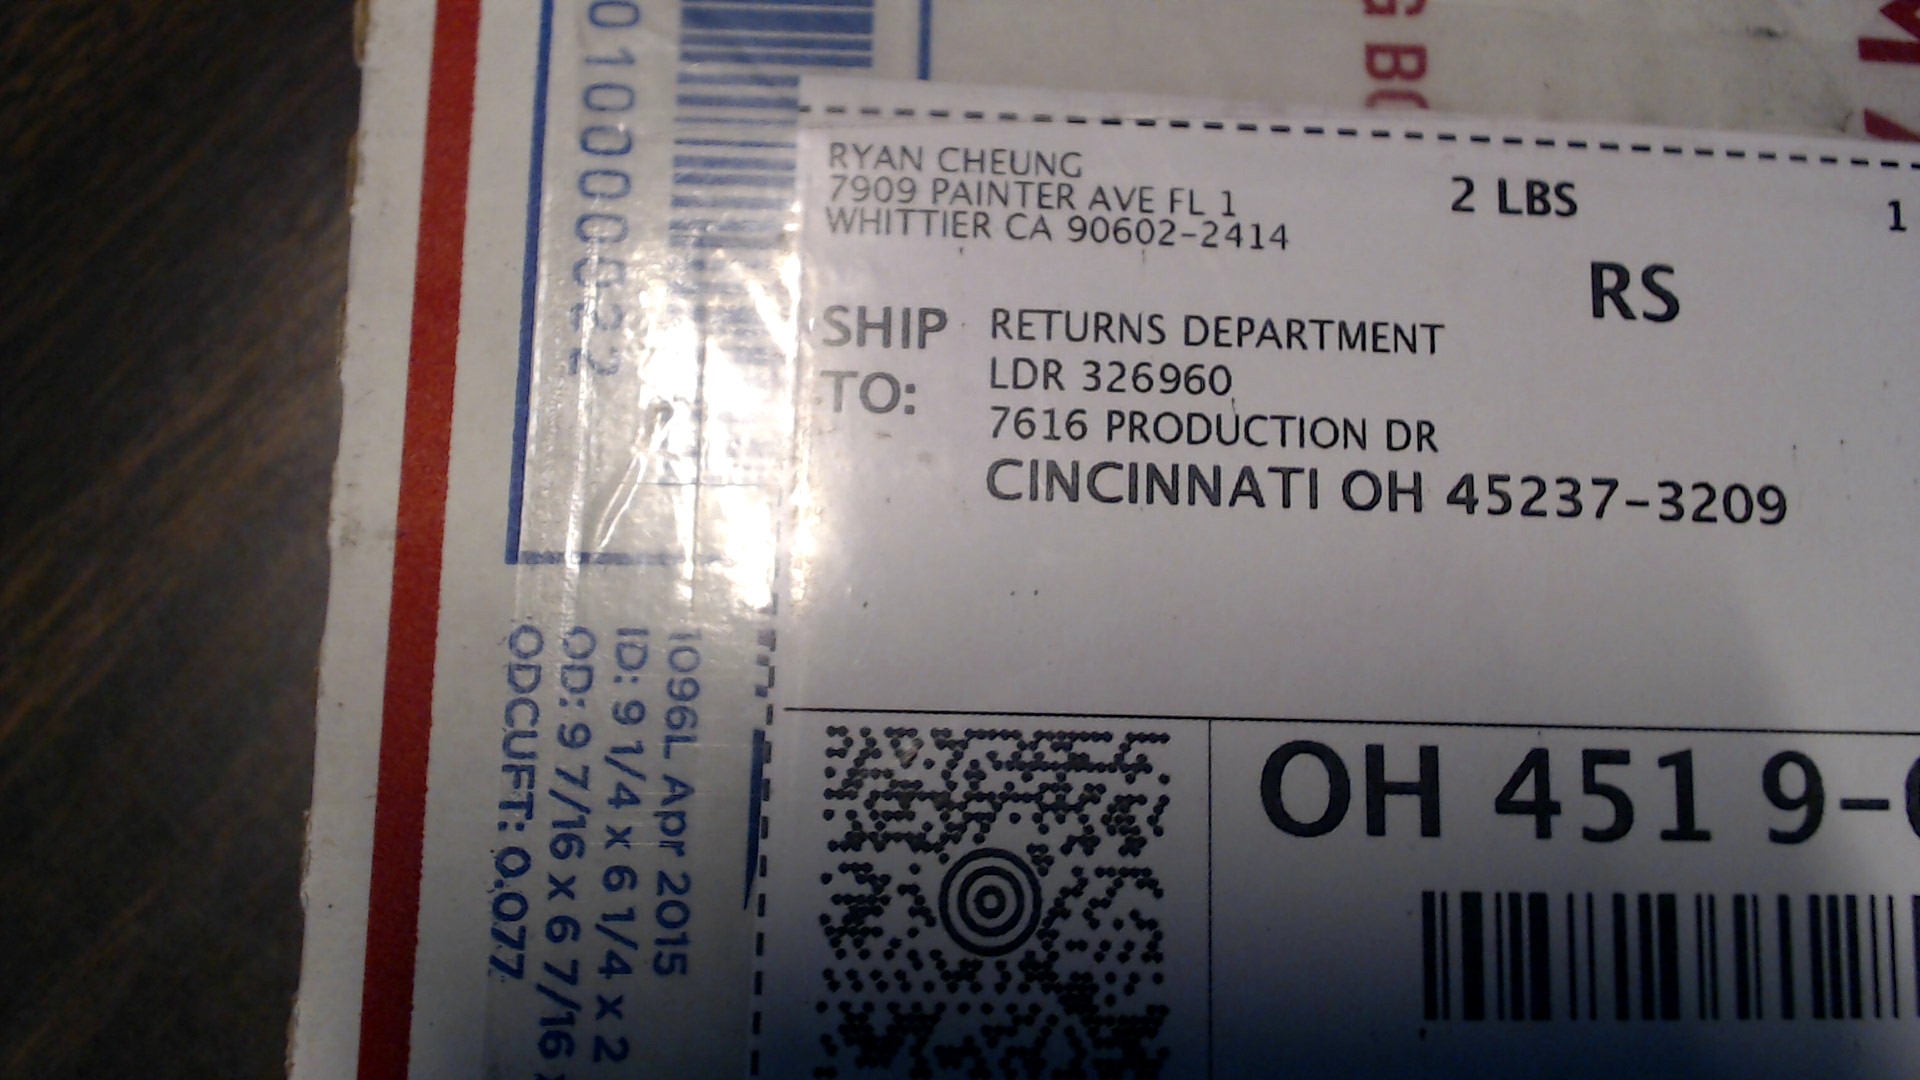 RYAN CHEUNG
7909 PAINTER AVE FL 1
WHITTIER CA 90602-2414
2 LBS
1
RS
SHIP TO:
RETURNS DEPARTMENT
LDR 326960
7616 PRODUCTION DR
CINCINNATI OH 45237-3209
OH 451 9-
1096L Apr 2015
ID: 9 1/4 x 6 1/4 x 2
OD: 9 7/16 x 6 7/16 x
ODCUFT: 0.077